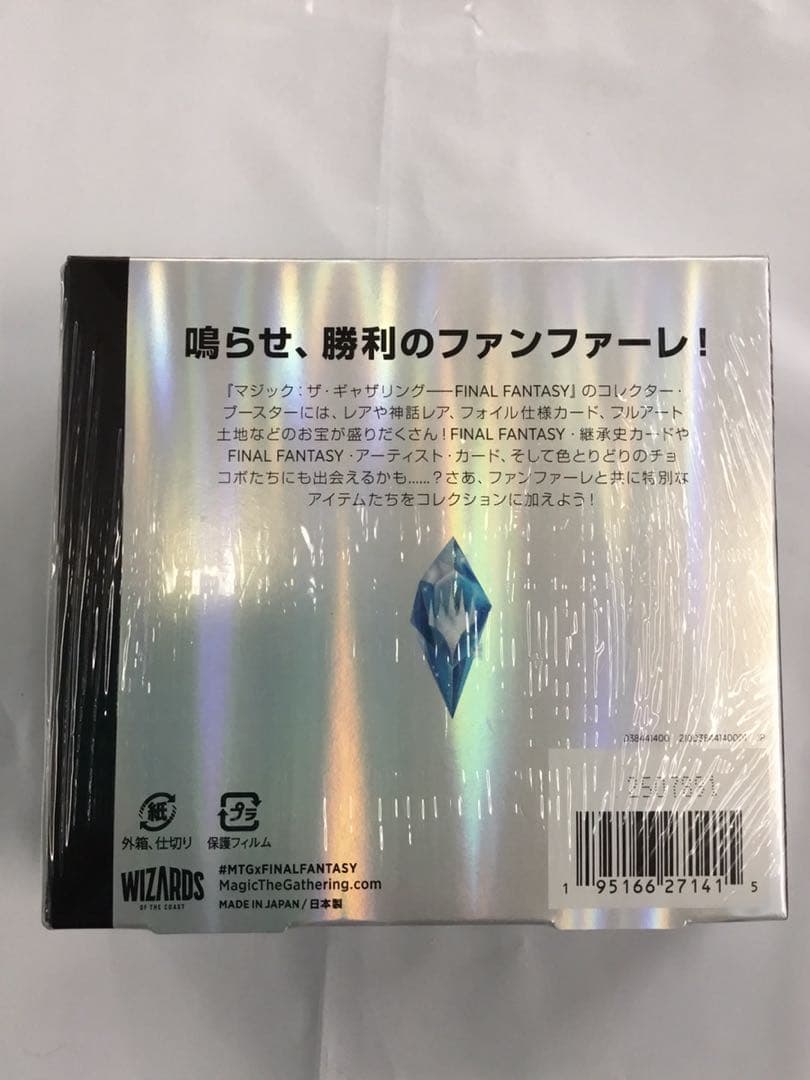 鳴らせ、勝利のファンファーレ！
『マジック：ザ・ギャザリング——FINAL FANTASY』のコレクター・
ブースターには、レアや神話レア、フォイル仕様カード、フルアート
土地などのお宝が盛りだくさん！FINAL FANTASY・継承史カードや
FINAL FANTASY・アーティスト・カード、そして色とりどりのチョ
コボたちにも出会えるかも……？さあ、ファンファーレと共に特別な
アイテムたちをコレクションに加えよう！
038441400 JP
紙
プラ
外箱、仕切り
保護フィルム
WIZARDS
OF THE COAST
#MTGxFINALFANTASY
MagicTheGathering.com
MADE IN JAPAN / 日本製
1 95166 27141 5